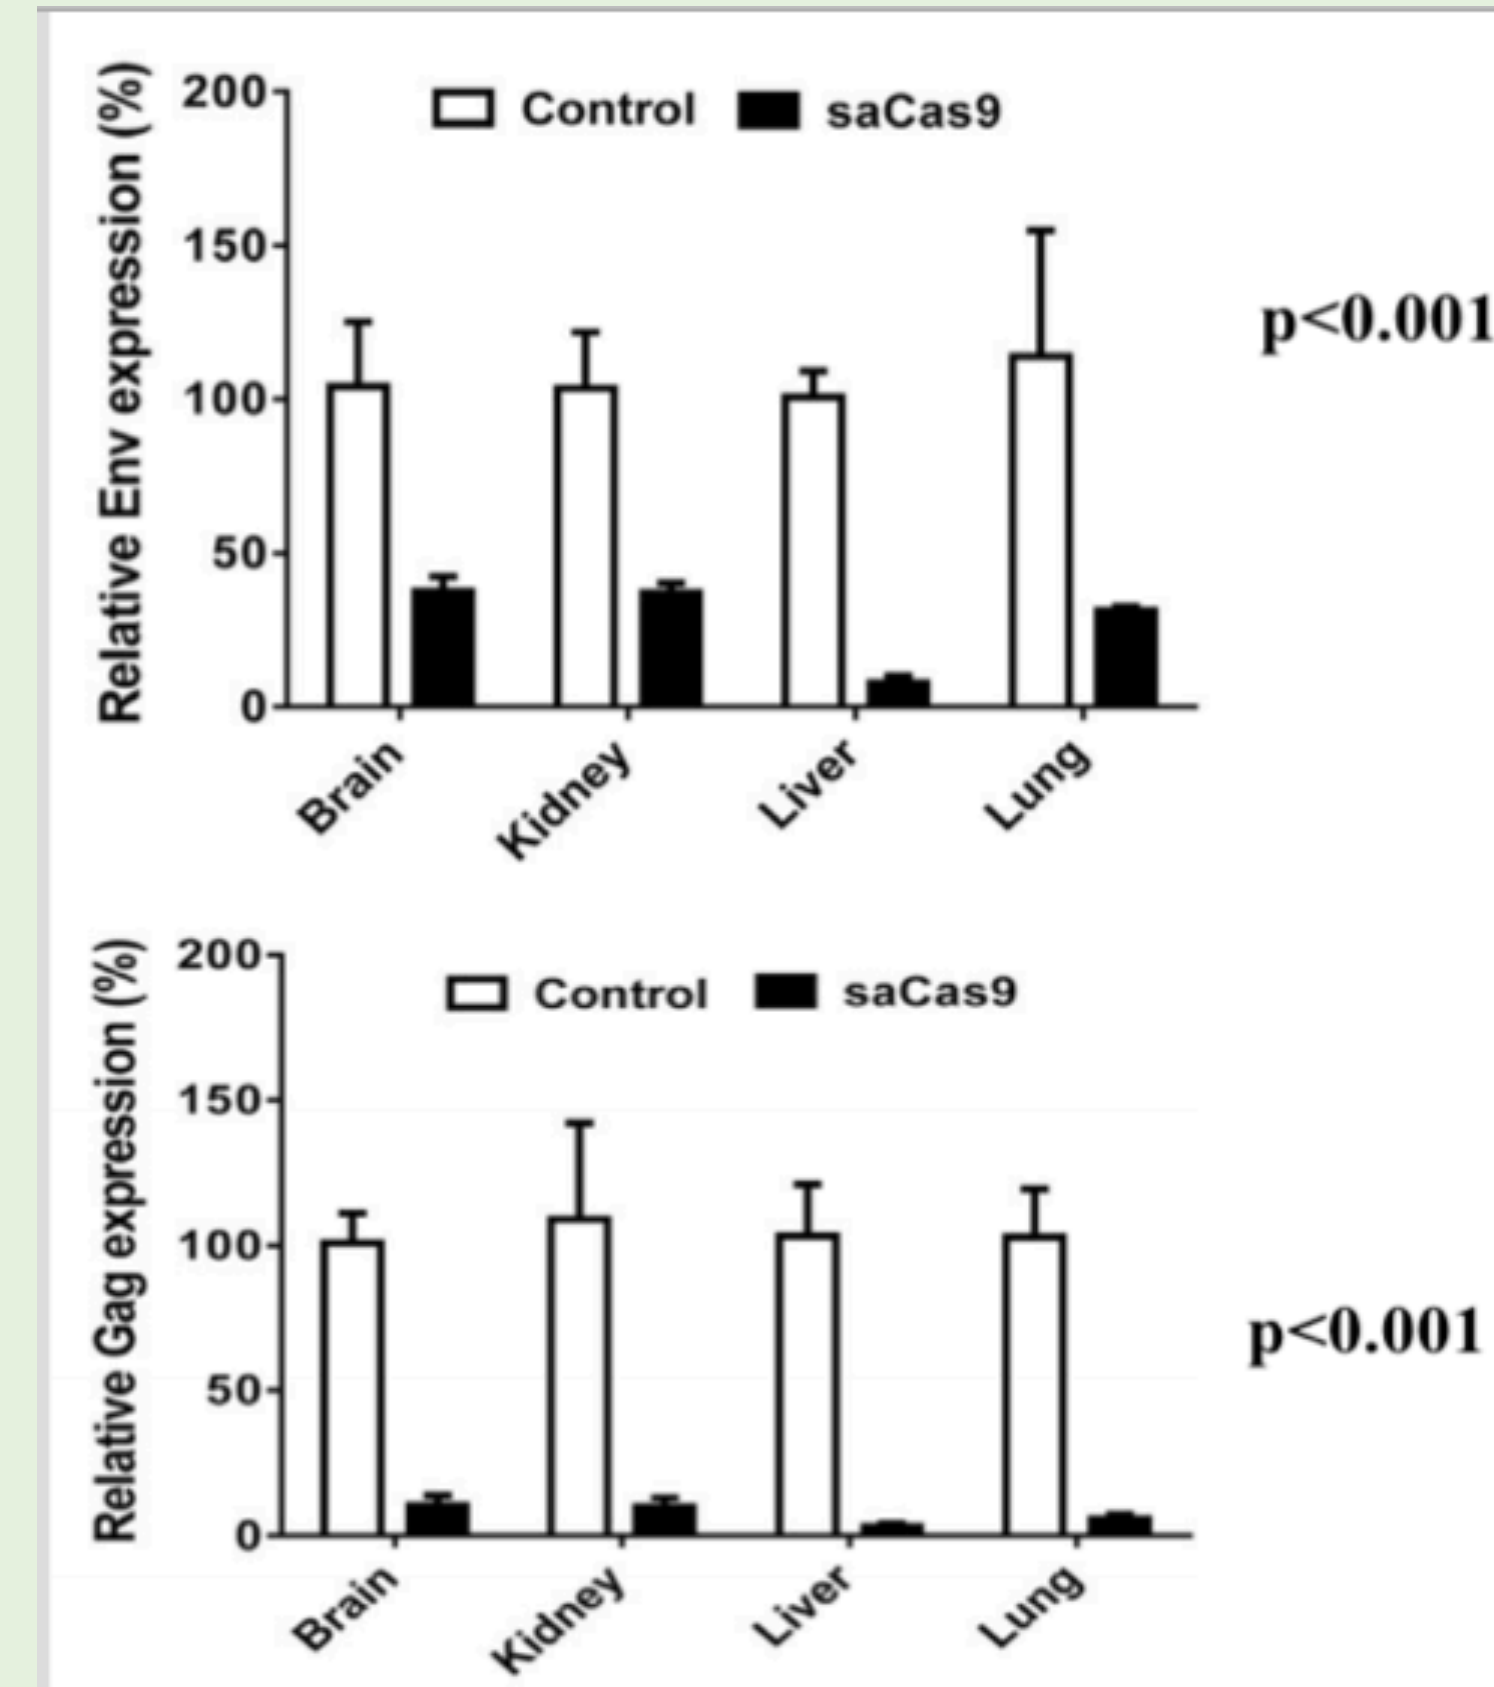 Relative Env expression (%)
200
150
100
50
0
Control saCas9
p<0.001
Brain Kidney Liver Lung
Relative Gag expression (%)
200
150
100
50
0
Control saCas9
p<0.001
Brain Kidney Liver Lung